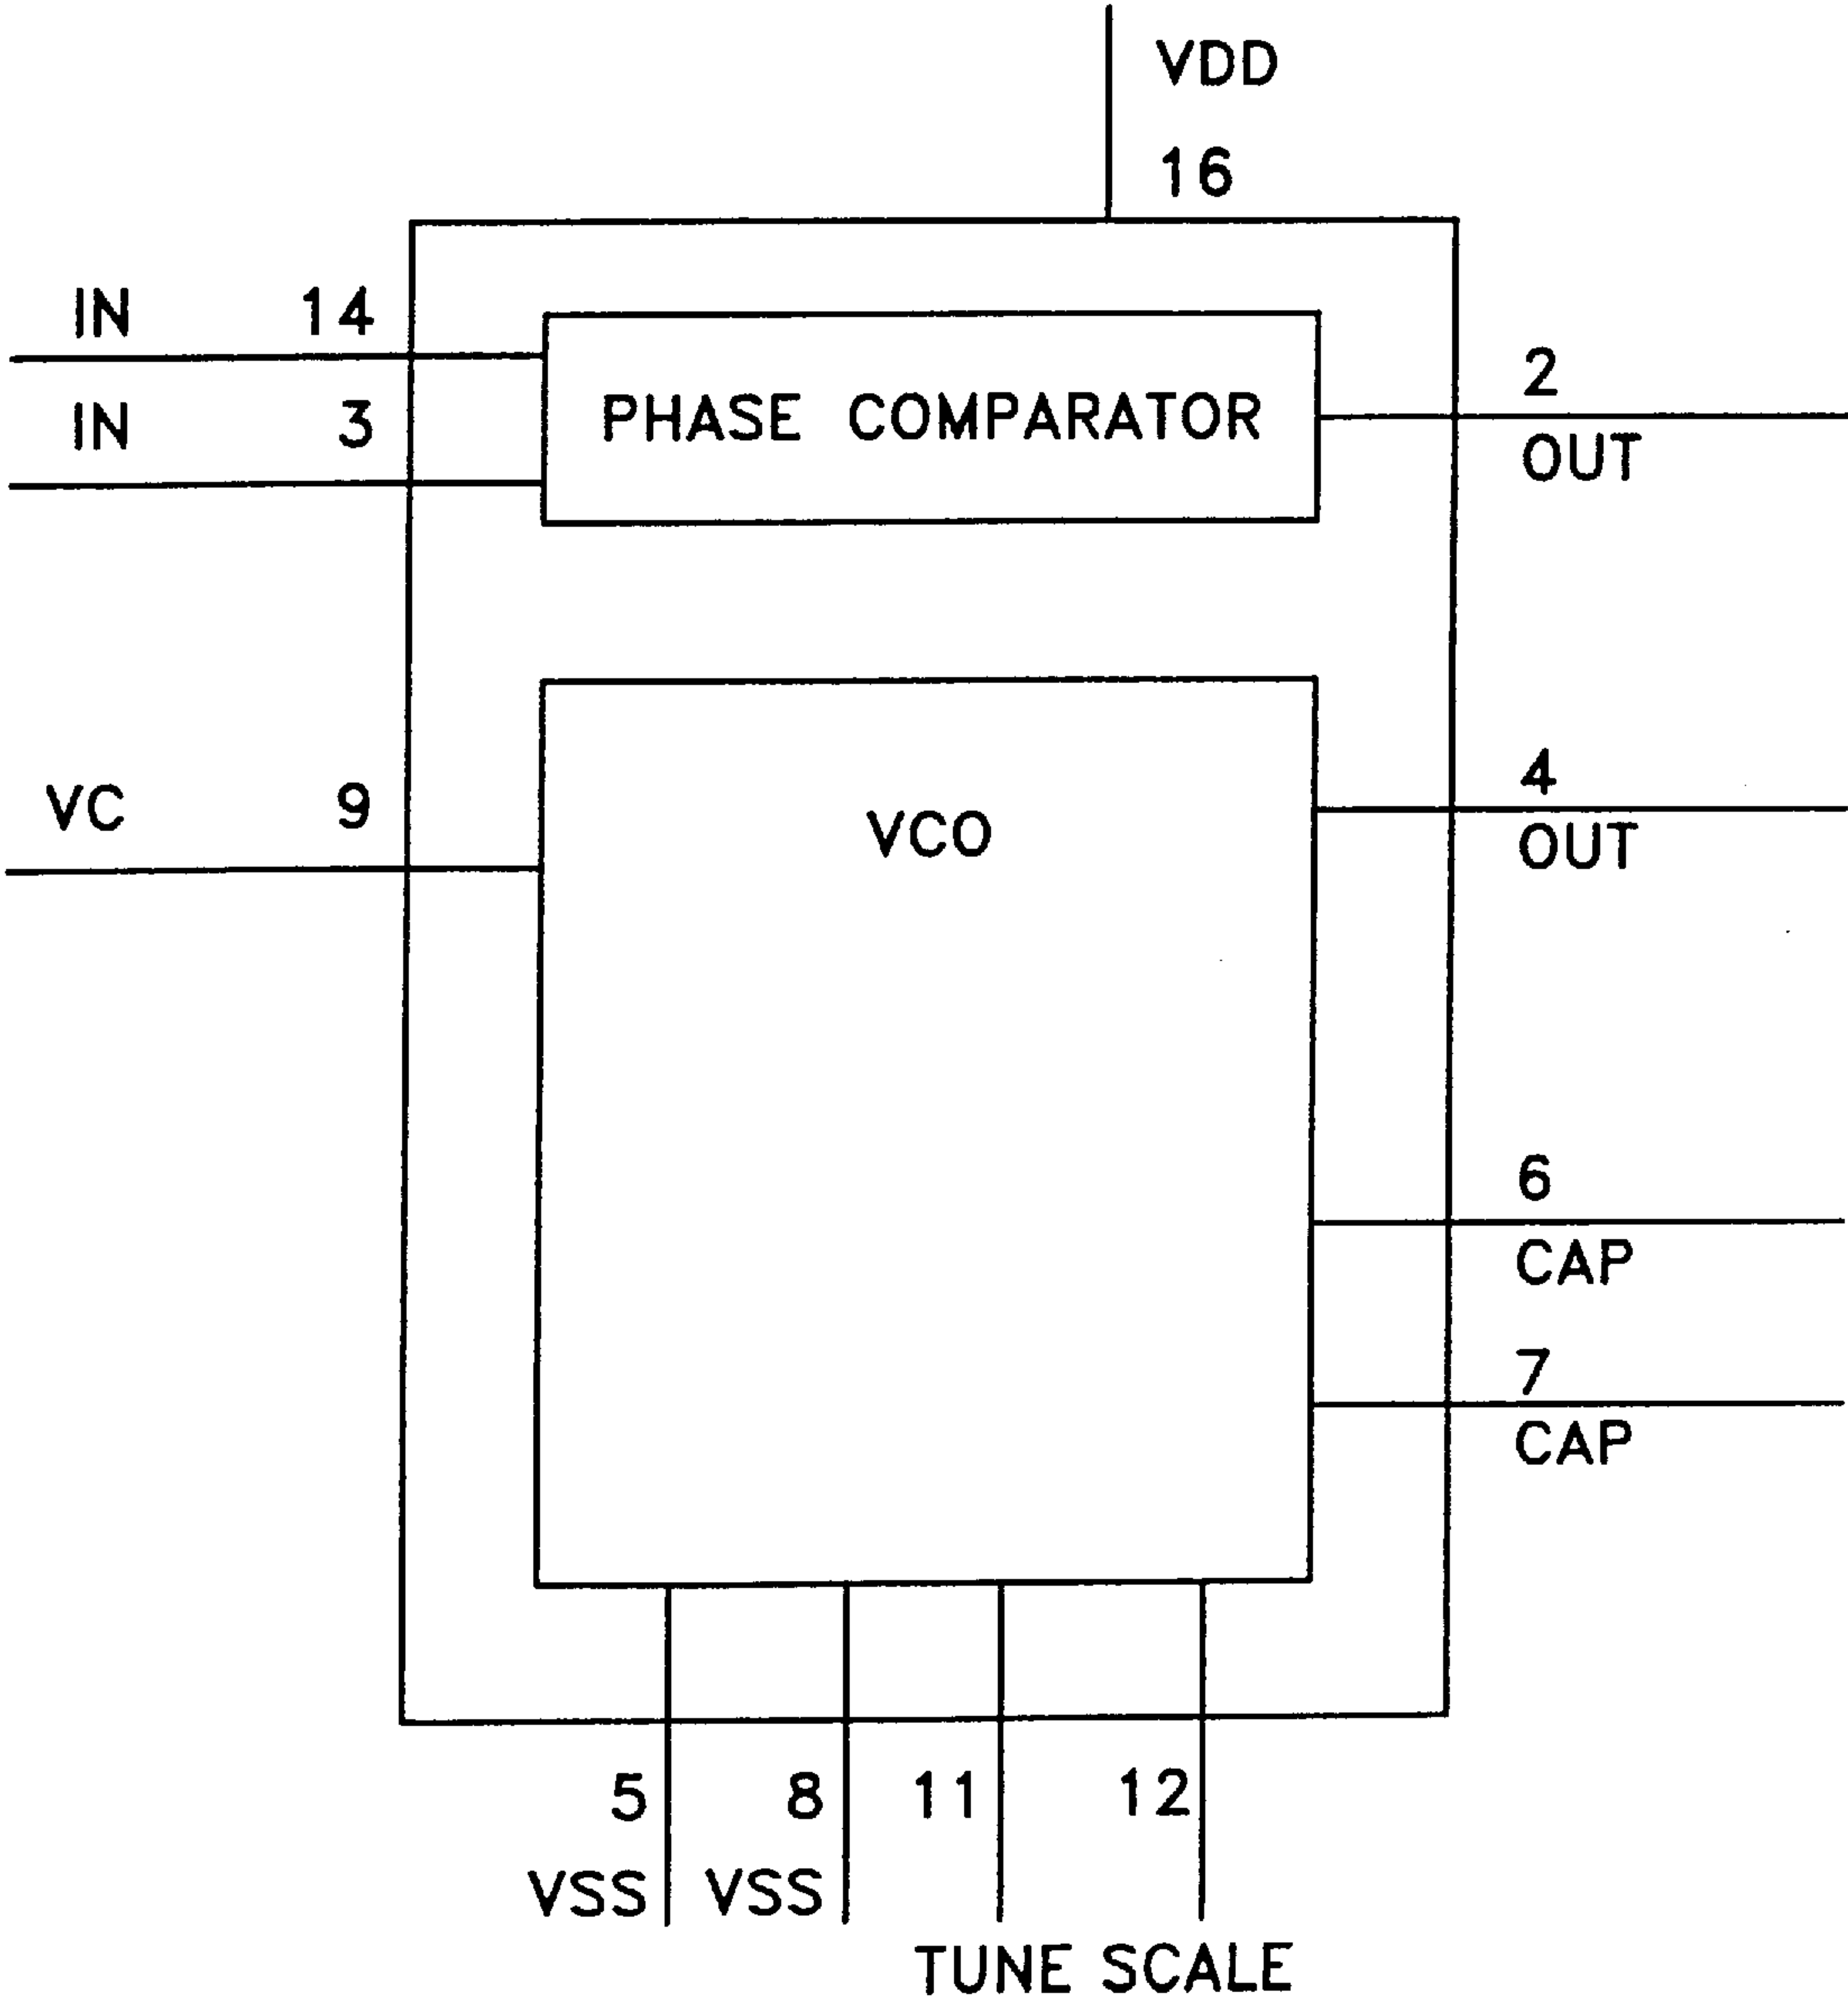 VDD
16
IN 14
IN 3
PHASE COMPARATOR
2
OUT
VC 9
VCO
4
OUT
6
CAP
7
CAP
5 8 11 12
VSS VSS
TUNE SCALE